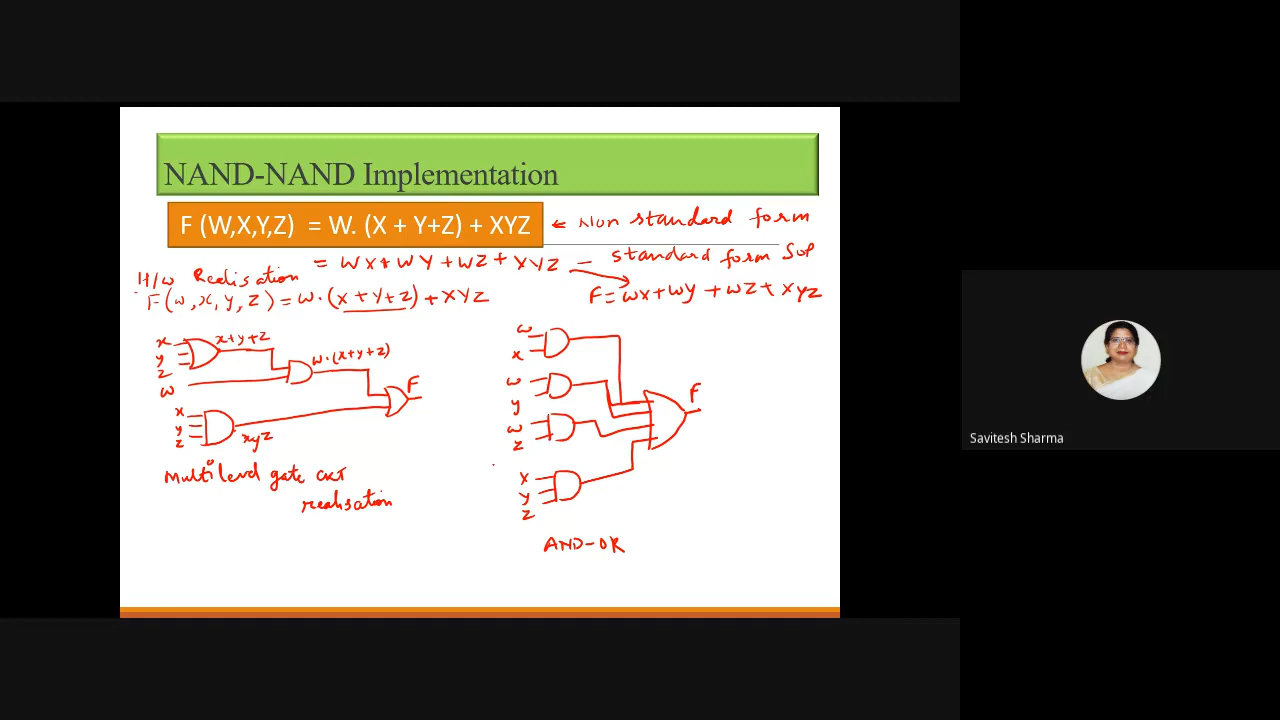 NAND-NAND Implementation
F (W,X,Y,Z) = W. (X + Y+Z) + XYZ
← Non standard form
= WX + WY + WZ + XYZ – standard form SoP
H/W Realisation
F(W,X,Y,Z) = W.(X+Y+Z) + XYZ
F = WX + WY + WZ + XYZ
X
Y
Z
W
X+Y+Z
W.(X+Y+Z)
F
X
Y
Z
XYZ
Multilevel gate CKT
realisation
W
X
W
Y
W
Z
X
Y
Z
F
AND-OR
Savitesh Sharma